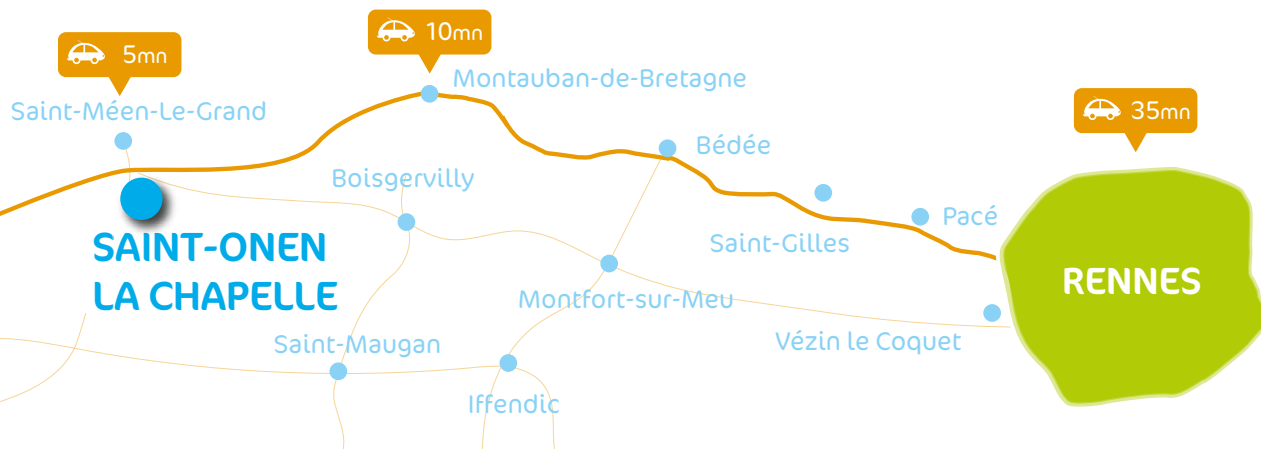 5mn
10mn
Montauban-de-Bretagne
Saint-Méen-Le-Grand
35mn
Bédée
Boisgervilly
Pacé
Saint-Gilles
SAINT-ONEN
LA CHAPELLE
RENNES
Montfort-sur-Meu
Vézin le Coquet
Saint-Maugan
Iffendic